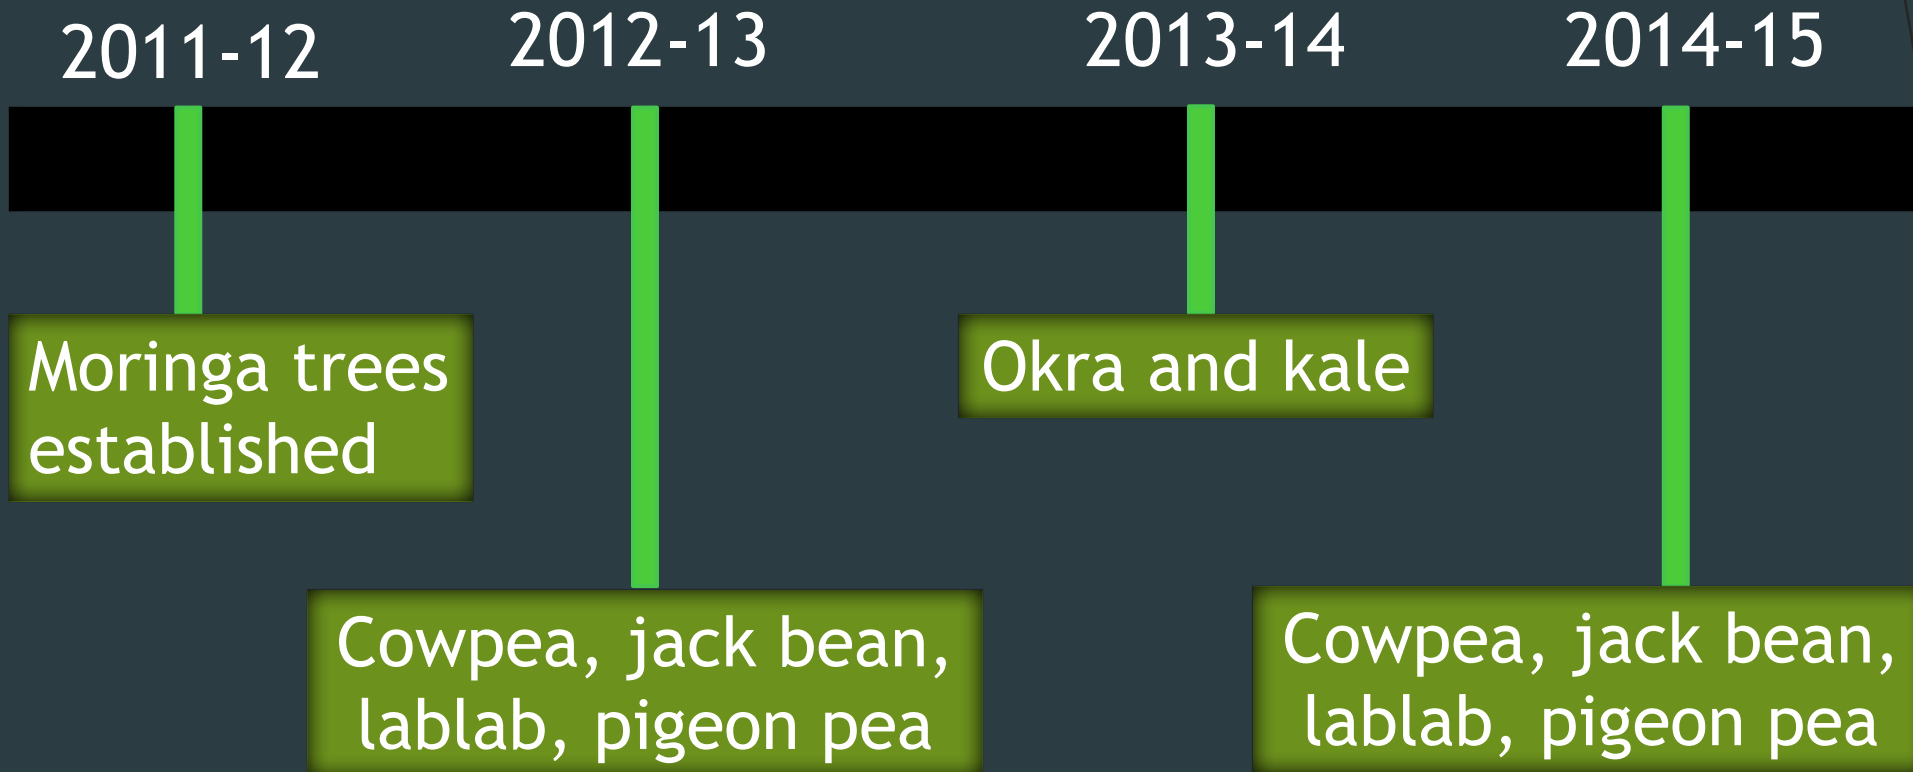 2011-12
2012-13
2013-14
2014-15
Moringa trees
established
Okra and kale
Cowpea, jack bean,
lablab, pigeon pea
Cowpea, jack bean,
lablab, pigeon pea